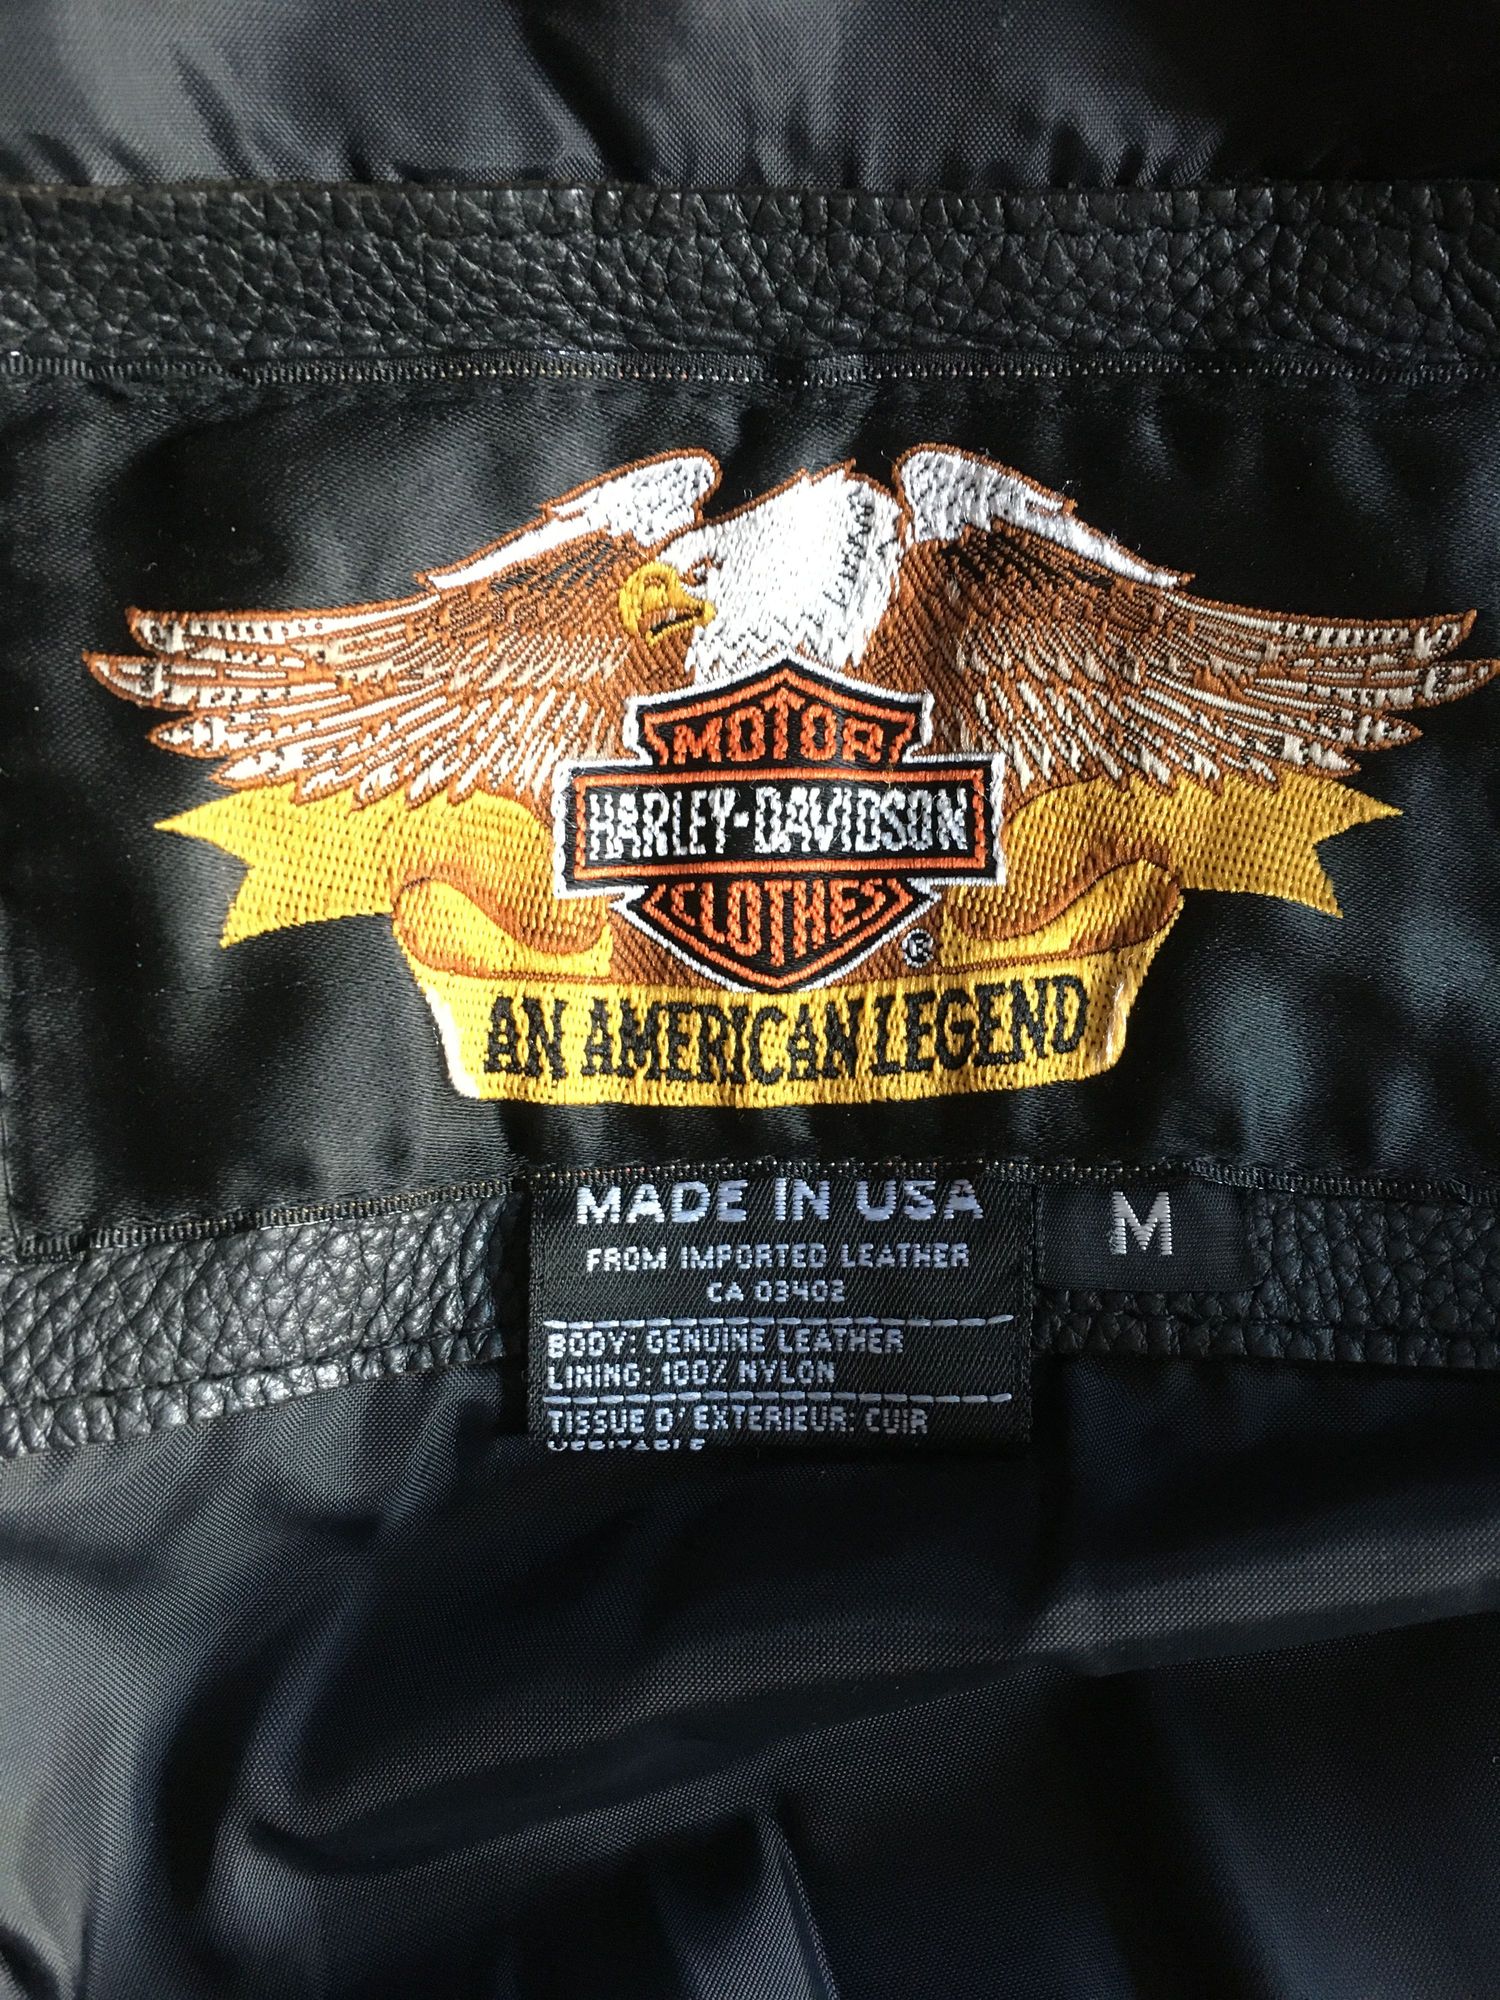 MOTOR
HARLEY-DAVIDSON
CLOTHES
®
AN AMERICAN LEGEND
MADE IN USA
M
FROM IMPORTED LEATHER
CA 03402
BODY: GENUINE LEATHER
LINING: 100% NYLON
TISSUE D'EXTERIEUR: CUIR
VERITABLE